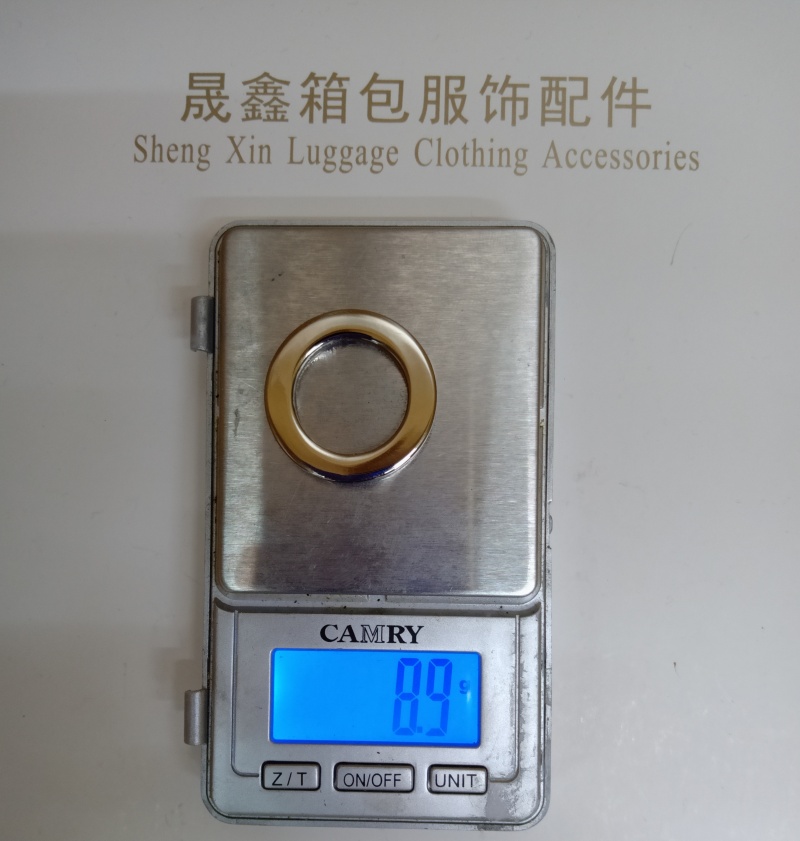 晟鑫箱包服饰配件
Sheng Xin Luggage Clothing Accessories
CAMRY
8.9 g
Z/T ON/OFF UNIT